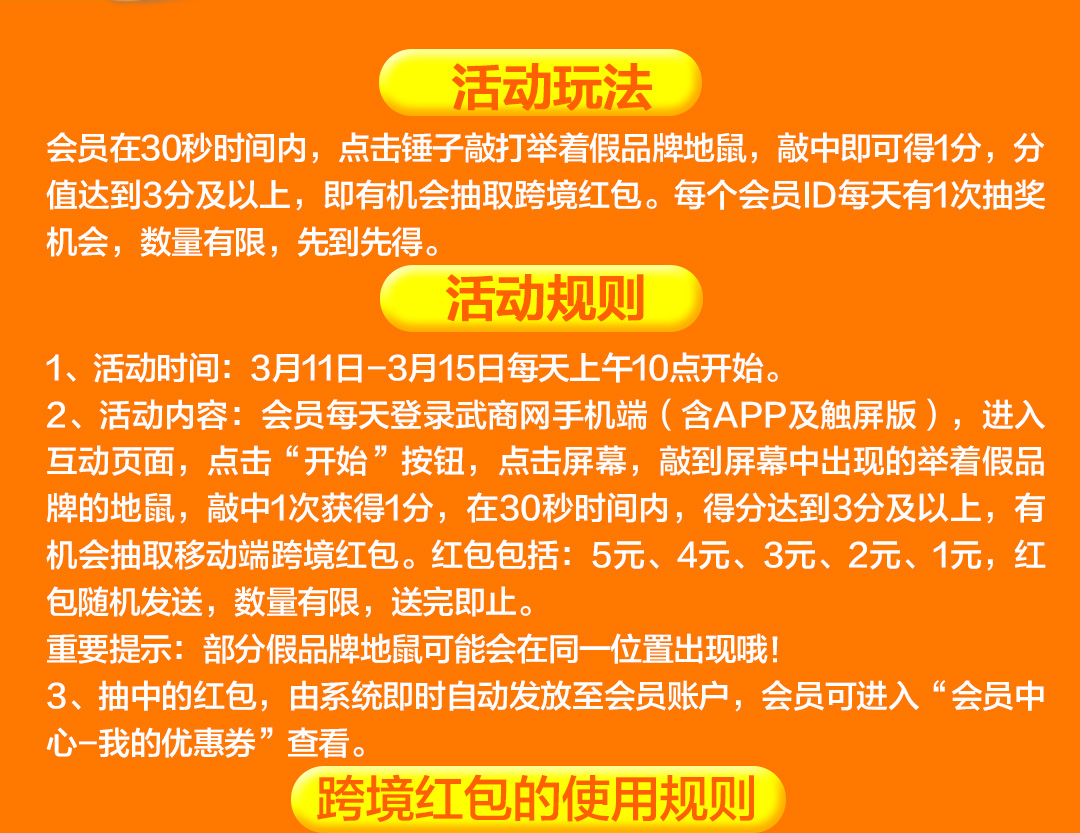 活动玩法
会员在30秒时间内，点击锤子敲打举着假品牌地鼠，敲中即可得1分，分
值达到3分及以上，即有机会抽取跨境红包。每个会员ID每天有1次抽奖
机会，数量有限，先到先得。
活动规则
1、活动时间：3月11日-3月15日每天上午10点开始。
2、活动内容：会员每天登录武商网手机端（含APP及触屏版），进入
互动页面，点击“开始”按钮，点击屏幕，敲到屏幕中出现的举着假品
牌的地鼠，敲中1次获得1分，在30秒时间内，得分达到3分及以上，有
机会抽取移动端跨境红包。红包包括：5元、4元、3元、2元、1元，红
包随机发送，数量有限，送完即止。
重要提示：部分假品牌地鼠可能会在同一位置出现哦！
3、抽中的红包，由系统即时自动发放至会员账户，会员可进入“会员中
心-我的优惠券”查看。
跨境红包的使用规则